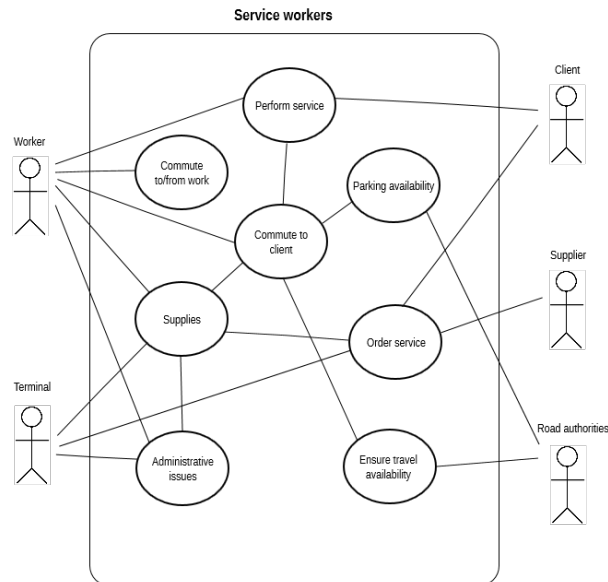 Service workers
Client
Perform service
Worker
Commute
to/from work
Parking availability
Commute to
client
Supplier
Supplies
Order service
Terminal
Road authorities
Administrative
issues
Ensure travel
availability